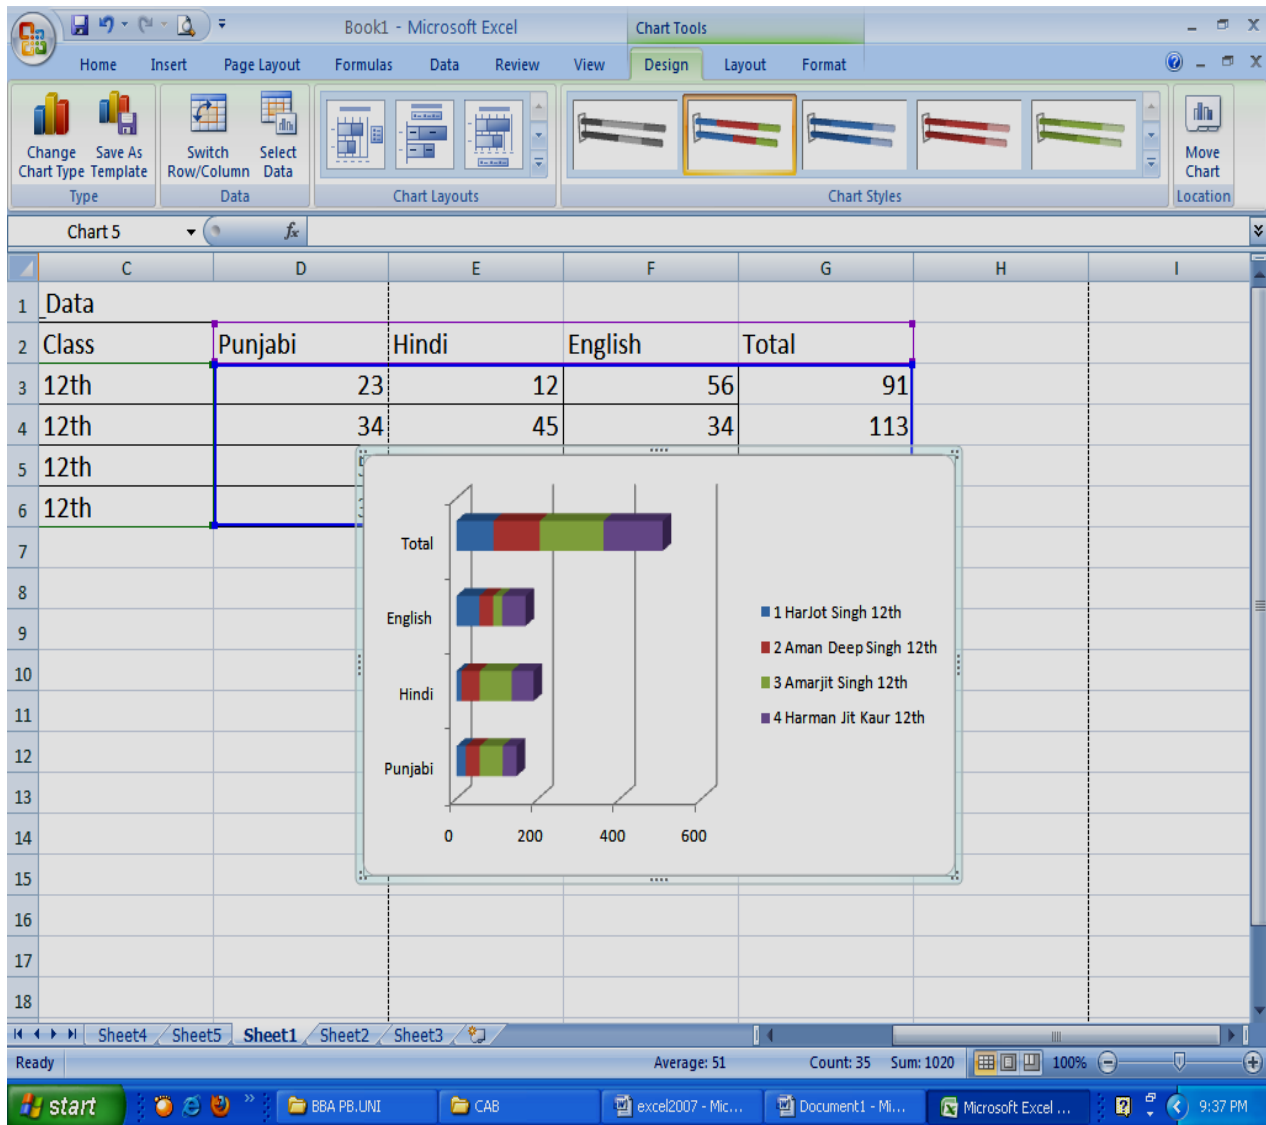 Book1 - Microsoft Excel
Chart Tools
Home Insert Page Layout Formulas Data Review View Design Layout Format
Change Chart Type
Save As Template
Switch Row/Column
Select Data
Move Chart
Type Data Chart Layouts Chart Styles Location
Chart 5 fx
C D E F G H I
1 Data
2 Class Punjabi Hindi English Total
3 12th 23 12 56 91
4 12th 34 45 34 113
5 12th
6 12th
7
8
9
10
11
12
13
14
15
16
17
18
Total
English
Hindi
Punjabi
0 200 400 600
1 HarJot Singh 12th
2 Aman Deep Singh 12th
3 Amarjit Singh 12th
4 Harman Jit Kaur 12th
Sheet4 Sheet5 Sheet1 Sheet2 Sheet3
Ready Average: 51 Count: 35 Sum: 1020 100%
start BBA PB.UNI CAB excel2007 - Mic... Document1 - Mi... Microsoft Excel ... 9:37 PM